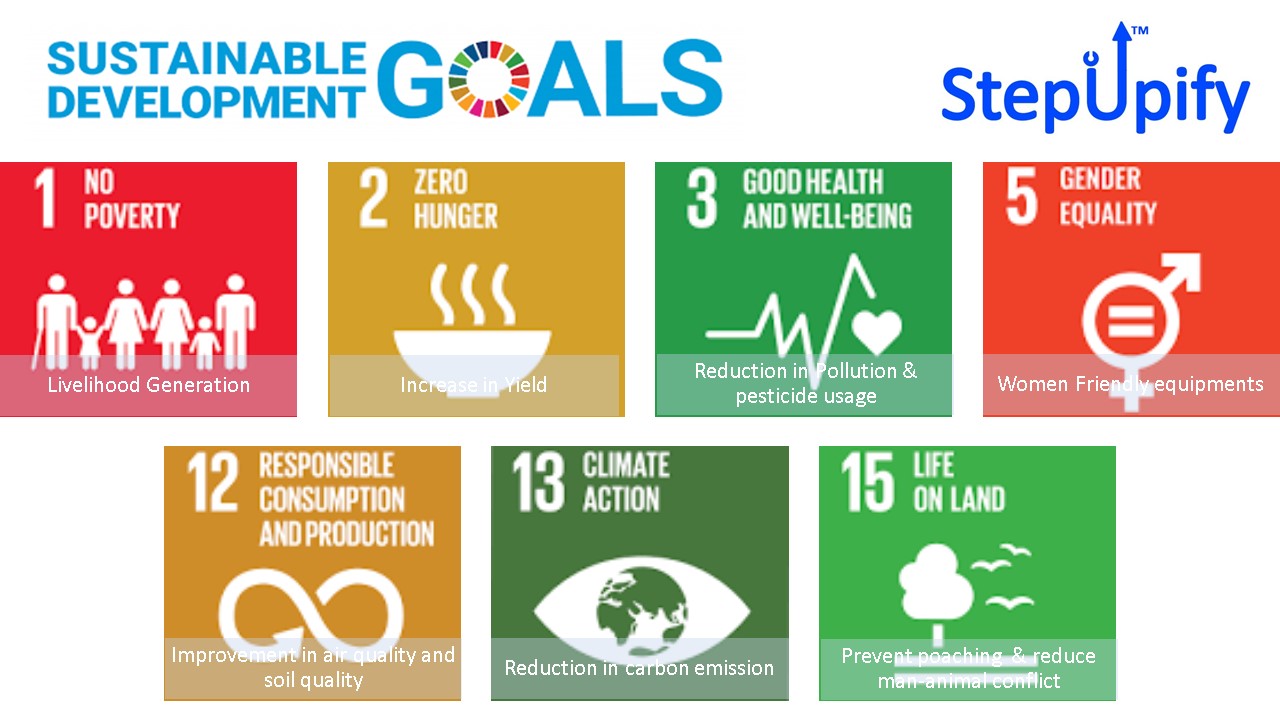 SUSTAINABLE
DEVELOPMENT GOALS
StepUpify™
1 NO
POVERTY
Livelihood Generation
2 ZERO
HUNGER
Increase in Yield
3 GOOD HEALTH
AND WELL-BEING
Reduction in Pollution &
pesticide usage
5 GENDER
EQUALITY
Women Friendly equipments
12 RESPONSIBLE
CONSUMPTION
AND PRODUCTION
Improvement in air quality and
soil quality
13 CLIMATE
ACTION
Reduction in carbon emission
15 LIFE
ON LAND
Prevent poaching & reduce
man-animal conflict